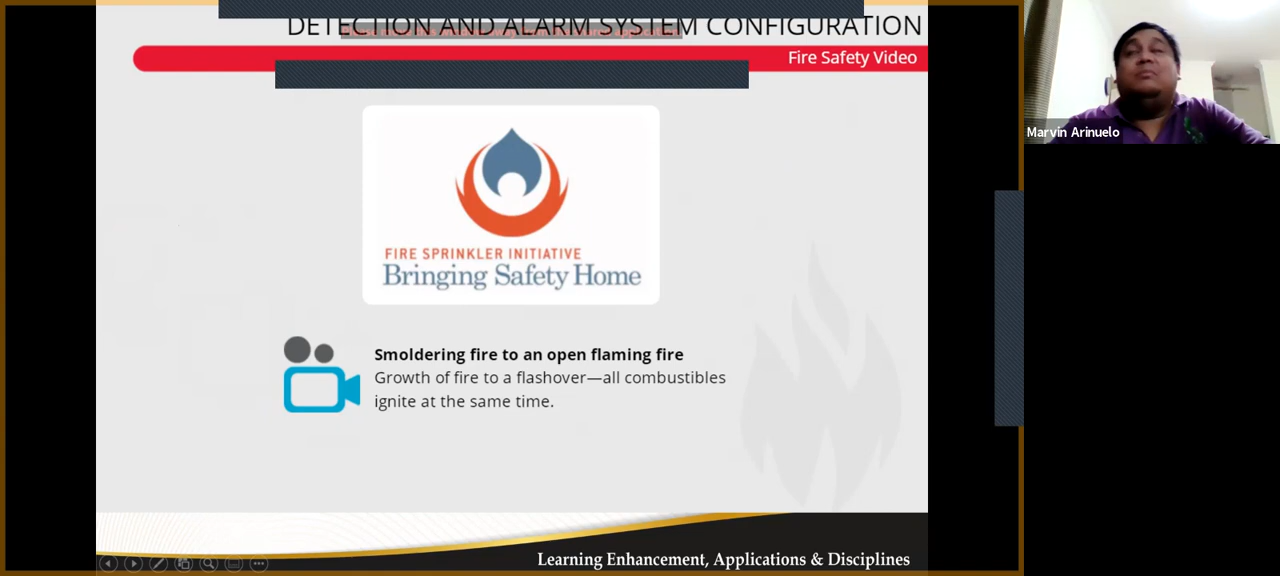 DETECTION AND ALARM SYSTEM CONFIGURATION
Fire Safety Video
Marvin Arinuelo
FIRE SPRINKLER INITIATIVE
Bringing Safety Home
Smoldering fire to an open flaming fire
Growth of fire to a flashover—all combustibles
ignite at the same time.
Learning Enhancement, Applications & Disciplines